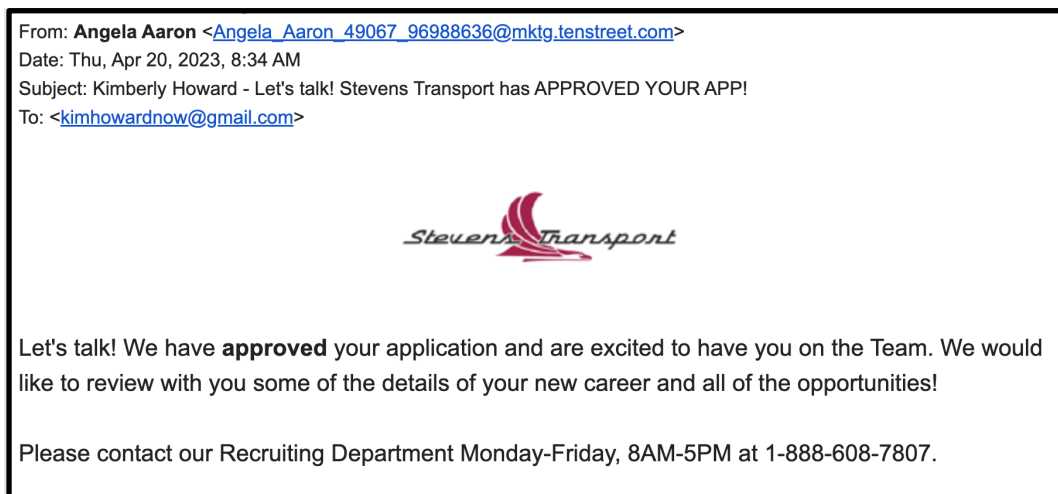 From: Angela Aaron <Angela_Aaron_49067_96988636@mktg.tenstreet.com>
Date: Thu, Apr 20, 2023, 8:34 AM
Subject: Kimberly Howard - Let's talk! Stevens Transport has APPROVED YOUR APP!
To: <kimhowardnow@gmail.com>
Stevens Transport
Let's talk! We have approved your application and are excited to have you on the Team. We would
like to review with you some of the details of your new career and all of the opportunities!
Please contact our Recruiting Department Monday-Friday, 8AM-5PM at 1-888-608-7807.